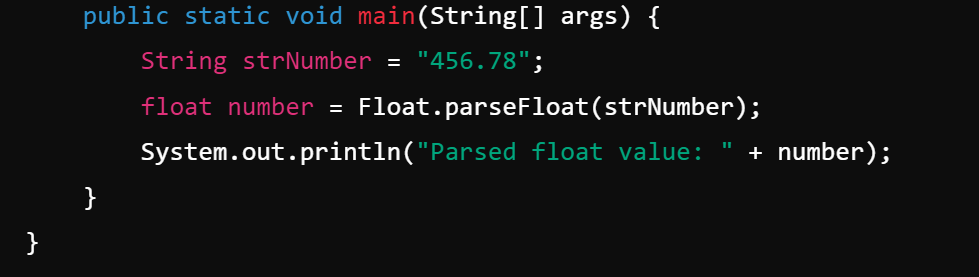 public static void main(String[] args) {
String strNumber = "456.78";
float number = Float.parseFloat(strNumber);
System.out.println("Parsed float value: " + number);
}
}